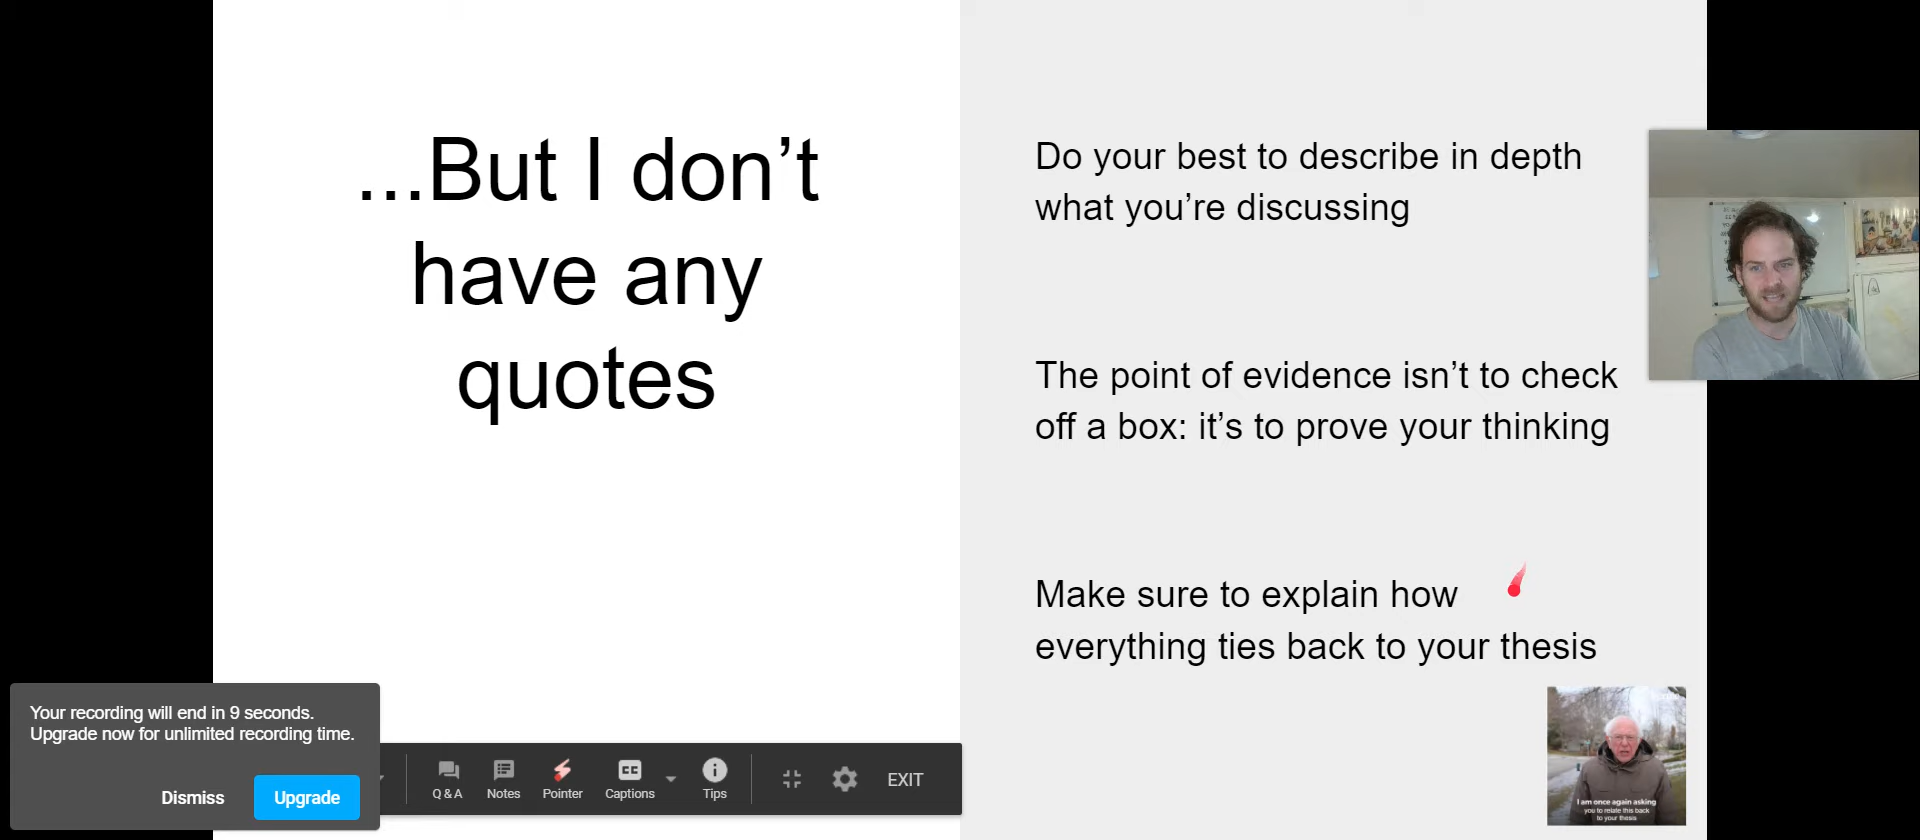 ...But I don’t
have any
quotes
Do your best to describe in depth
what you’re discussing
The point of evidence isn’t to check
off a box: it’s to prove your thinking
Make sure to explain how
everything ties back to your thesis
I am once again asking
you to relate this back
to your thesis
Your recording will end in 9 seconds.
Upgrade now for unlimited recording time.
Dismiss
Upgrade
Q & A
Notes
Pointer
CC
Captions
Tips
EXIT